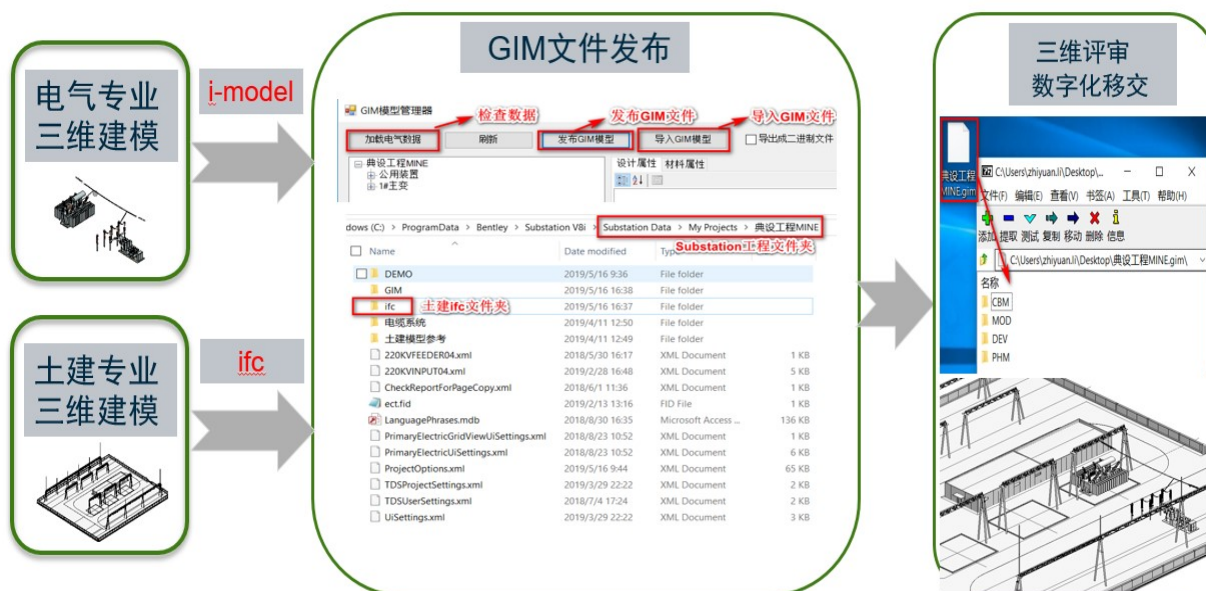 电气专业
三维建模
i-model
土建专业
三维建模
ifc
GIM文件发布
GIM模型管理器
检查数据
发布GIM文件
导入GIM文件
加载电气数据
刷新
发布GIM模型
导入GIM模型
导出成二进制文件
典设工程MINE
公用装置
1#主变
设计属性 材料属性
dows (C:) > ProgramData > Bentley > Substation V8i > Substation Data > My Projects > 典设工程MINE
Substation工程文件夹
Name Date modified
DEMO 2019/5/16 9:36 File folder
GIM 2019/5/16 16:38 File folder
ifc 土建ifc文件夹 2019/5/16 16:37 File folder
电缆系统 2019/4/11 12:50 File folder
土建模型参考 2019/4/11 12:49 File folder
220KVFEEDER04.xml 2018/5/30 16:17 XML Document 1 KB
220KVINPUT04.xml 2019/2/28 16:48 XML Document 5 KB
CheckReportForPageCopy.xml 2018/6/1 11:36 XML Document 1 KB
ect.fid 2019/2/13 13:16 FID File 1 KB
LanguagePhrases.mdb 2018/8/30 16:35 Microsoft Access ... 136 KB
PrimaryElectricGridViewUiSettings.xml 2018/8/23 10:52 XML Document 1 KB
PrimaryElectricUiSettings.xml 2018/8/23 10:52 XML Document 6 KB
ProjectOptions.xml 2019/5/16 9:44 XML Document 65 KB
TDSProjectSettings.xml 2019/3/29 22:22 XML Document 2 KB
TDSUserSettings.xml 2018/7/4 17:24 XML Document 2 KB
UiSettings.xml 2019/3/29 22:22 XML Document 3 KB
三维评审
数字化移交
典设工程
MINE.gim
C:\Users\zhiyuan.li\Desktop\...
文件(F) 编辑(E) 查看(V) 书签(A) 工具(T) 帮助(H)
添加 提取 测试 复制 移动 删除 信息
C:\Users\zhiyuan.li\Desktop\典设工程MINE.gim\
名称
CBM
MOD
DEV
PHM